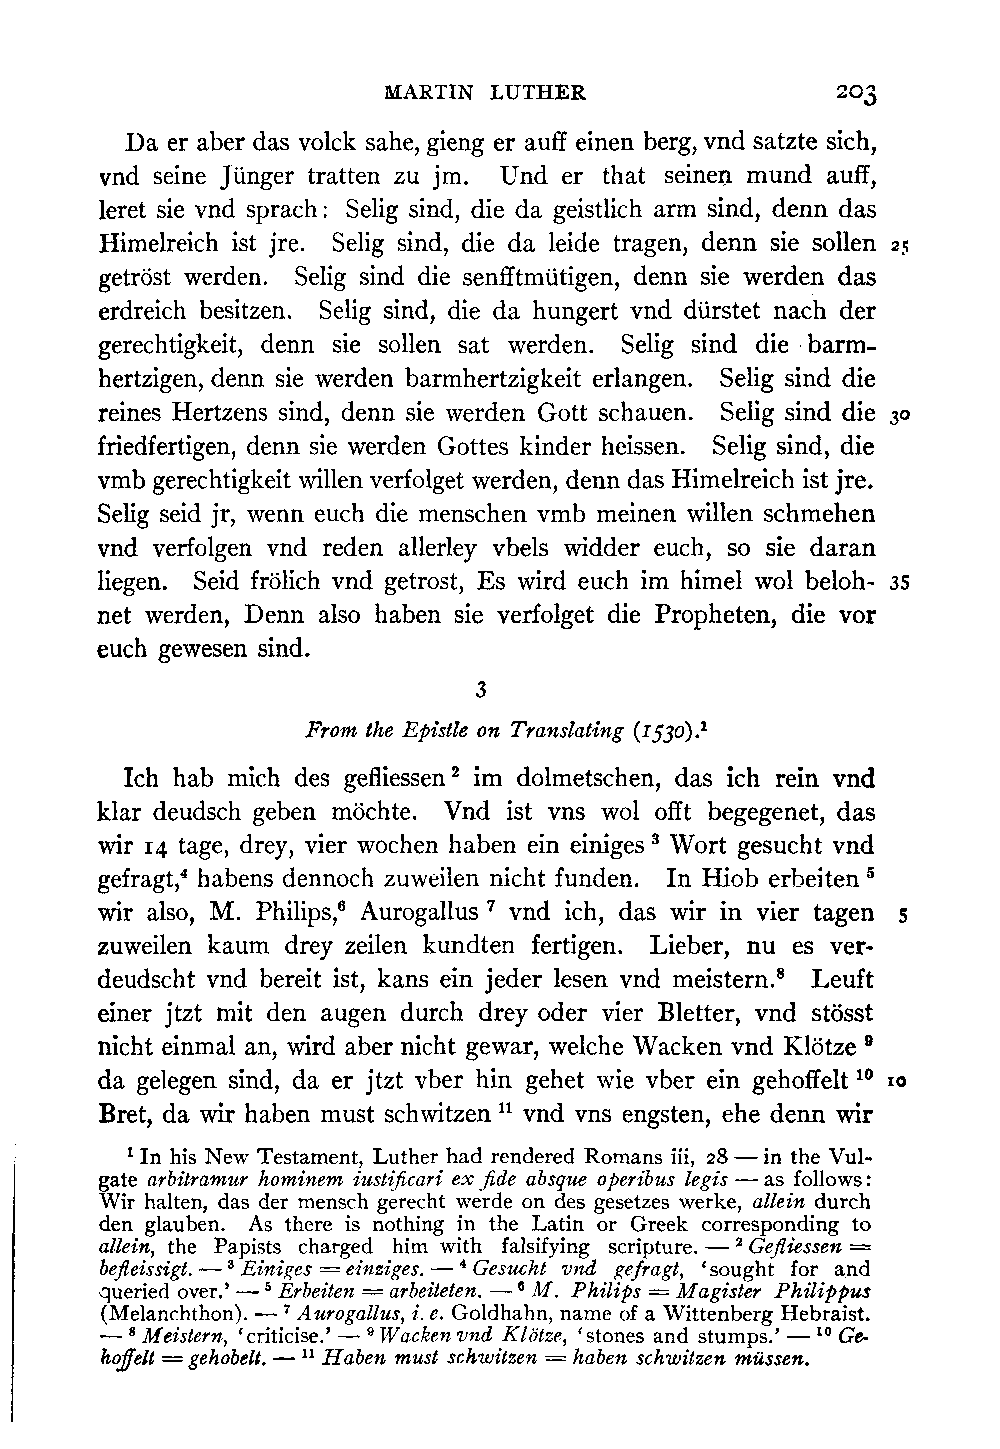 MARTIN LUTHER 203
Da er aber das volck sahe, gieng er auff einen berg, vnd satzte sich,
vnd seine Jünger tratten zu jm. Und er that seinen mund auff,
leret sie vnd sprach: Selig sind, die da geistlich arm sind, denn das
Himelreich ist jre. Selig sind, die da leide tragen, denn sie sollen 25
getröst werden. Selig sind die senfftmütigen, denn sie werden das
erdreich besitzen. Selig sind, die da hungert vnd dürstet nach der
gerechtigkeit, denn sie sollen sat werden. Selig sind die barm-
hertzigen, denn sie werden barmhertzigkeit erlangen. Selig sind die
reines Hertzens sind, denn sie werden Gott schauen. Selig sind die 30
friedfertigen, denn sie werden Gottes kinder heissen. Selig sind, die
vmb gerechtigkeit willen verfolget werden, denn das Himelreich ist jre.
Selig seid jr, wenn euch die menschen vmb meinen willen schmehen
vnd verfolgen vnd reden allerley vbels widder euch, so sie daran
liegen. Seid frölich vnd getrost, Es wird euch im himel wol beloh- 35
net werden, Denn also haben sie verfolget die Propheten, die vor
euch gewesen sind.
3
From the Epistle on Translating (1530).¹
Ich hab mich des gefliessen² im dolmetschen, das ich rein vnd
klar deudsch geben möchte. Vnd ist vns wol offt begegenet, das
wir 14 tage, drey, vier wochen haben ein einiges³ Wort gesucht vnd
gefragt,⁴ habens dennoch zuweilen nicht funden. In Hiob erbeiten⁵
wir also, M. Philips,⁶ Aurogallus⁷ vnd ich, das wir in vier tagen 5
zuweilen kaum drey zeilen kundten fertigen. Lieber, nu es ver-
deudscht vnd bereit ist, kans ein jeder lesen vnd meistern.⁸ Leuft
einer jtzt mit den augen durch drey oder vier Bletter, vnd stösst
nicht einmal an, wird aber nicht gewar, welche Wacken vnd Klötze⁹
da gelegen sind, da er jtzt vber hin gehet wie vber ein gehoffelt¹⁰ 10
Bret, da wir haben must schwitzen¹¹ vnd vns engsten, ehe denn wir
¹ In his New Testament, Luther had rendered Romans iii, 28 — in the Vul-
gate arbitramur hominem iustificari ex fide absque operibus legis — as follows:
Wir halten, das der mensch gerecht werde on des gesetzes werke, allein durch
den glauben. As there is nothing in the Latin or Greek corresponding to
allein, the Papists charged him with falsifying scripture. — ² Gefliessen =
befleissigt. — ³ Einiges = einziges. — ⁴ Gesucht vnd gefragt, ‘sought for and
queried over.’ — ⁵ Erbeiten = arbeiteten. — ⁶ M. Philips = Magister Philippus
(Melanchthon). — ⁷ Aurogallus, i. e. Goldhahn, name of a Wittenberg Hebraist.
— ⁸ Meistern, ‘criticise.’ — ⁹ Wacken vnd Klötze, ‘stones and stumps.’ — ¹⁰ Ge-
hoffelt = gehobelt. — ¹¹ Haben must schwitzen = haben schwitzen müssen.